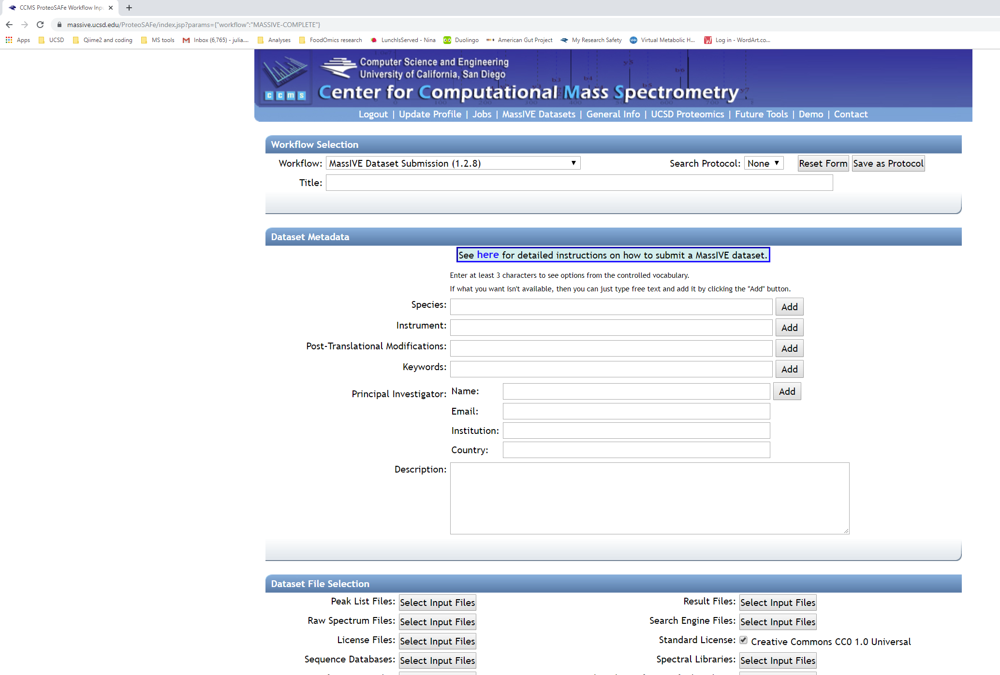 CCMS ProteoSAFe Workflow Inpu
massive.ucsd.edu/ProteoSAFe/index.jsp?params={"workflow":"MASSIVE-COMPLETE"}
Apps UCSD Qiime2 and coding MS tools Inbox (6,765) - julia.... Analyses FoodOmics research LunchIsServed - Nina Duolingo American Gut Project My Research Safety Virtual Metabolic H... Log in - WordArt.co...
Computer Science and Engineering
University of California, San Diego
ccms Center for Computational Mass Spectrometry
Logout | Update Profile | Jobs | MassIVE Datasets | General Info | UCSD Proteomics | Future Tools | Demo | Contact
Workflow Selection
Workflow: MassIVE Dataset Submission (1.2.8) Search Protocol: None Reset Form Save as Protocol
Title:
Dataset Metadata
See here for detailed instructions on how to submit a MassIVE dataset.
Enter at least 3 characters to see options from the controlled vocabulary.
If what you want isn't available, then you can just type free text and add it by clicking the "Add" button.
Species: Add
Instrument: Add
Post-Translational Modifications: Add
Keywords: Add
Principal Investigator: Name: Add
Email:
Institution:
Country:
Description:
Dataset File Selection
Peak List Files: Select Input Files Result Files: Select Input Files
Raw Spectrum Files: Select Input Files Search Engine Files: Select Input Files
License Files: Select Input Files Standard License: Creative Commons CC0 1.0 Universal
Sequence Databases: Select Input Files Spectral Libraries: Select Input Files